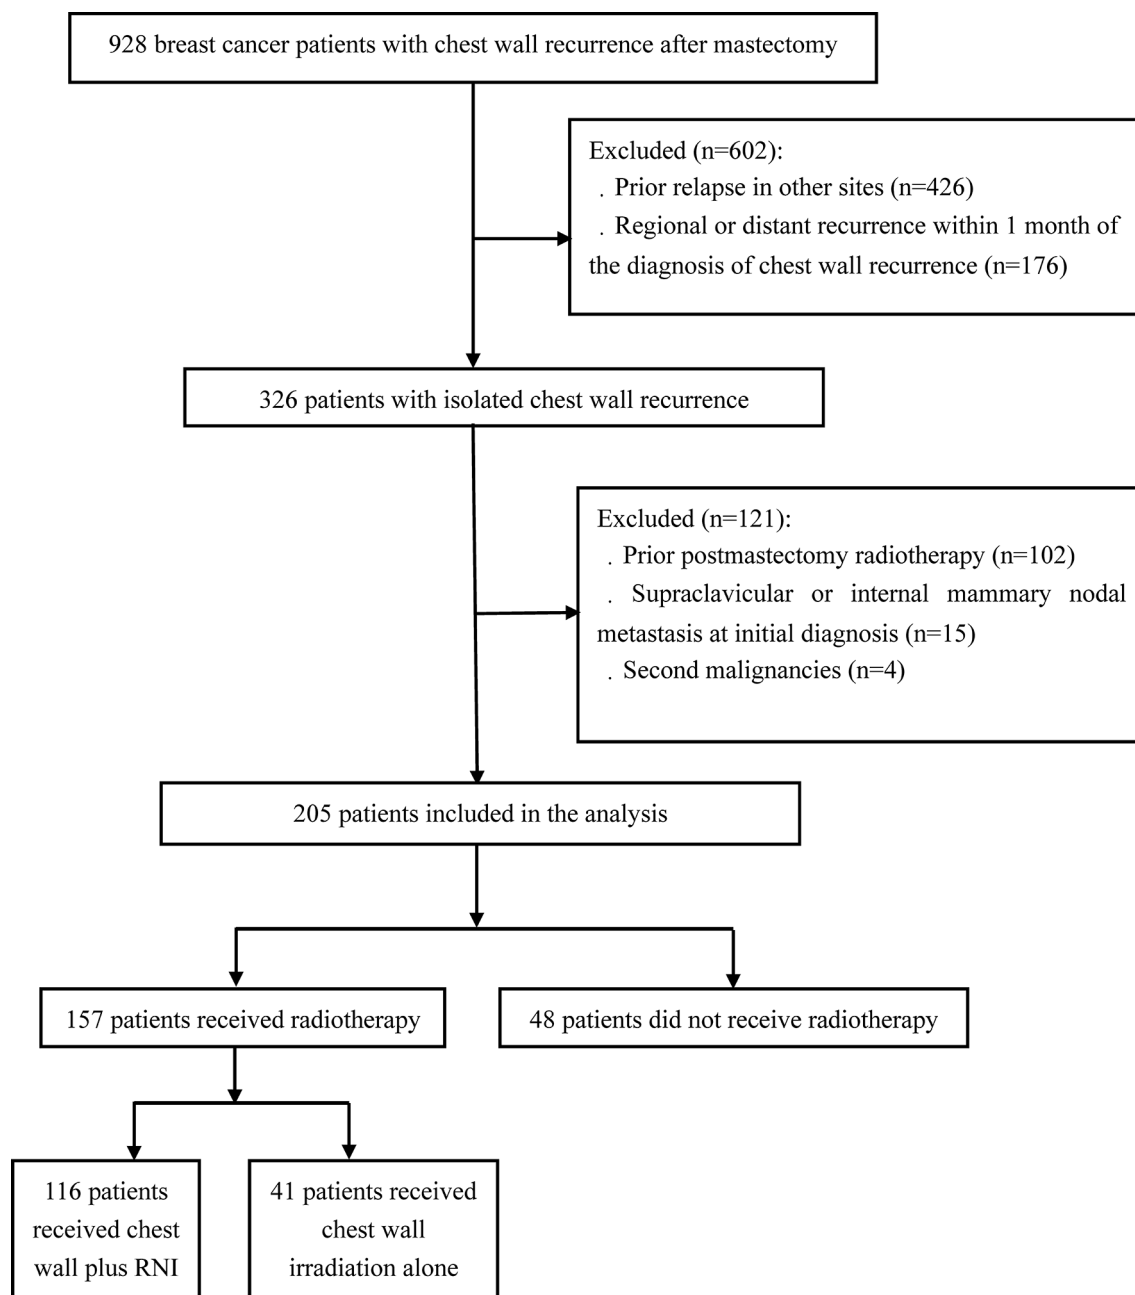 928 breast cancer patients with chest wall recurrence after mastectomy
Excluded (n=602):
. Prior relapse in other sites (n=426)
. Regional or distant recurrence within 1 month of
the diagnosis of chest wall recurrence (n=176)
326 patients with isolated chest wall recurrence
Excluded (n=121):
. Prior postmastectomy radiotherapy (n=102)
. Supraclavicular or internal mammary nodal
metastasis at initial diagnosis (n=15)
. Second malignancies (n=4)
205 patients included in the analysis
157 patients received radiotherapy
48 patients did not receive radiotherapy
116 patients
received chest
wall plus RNI
41 patients received
chest wall
irradiation alone